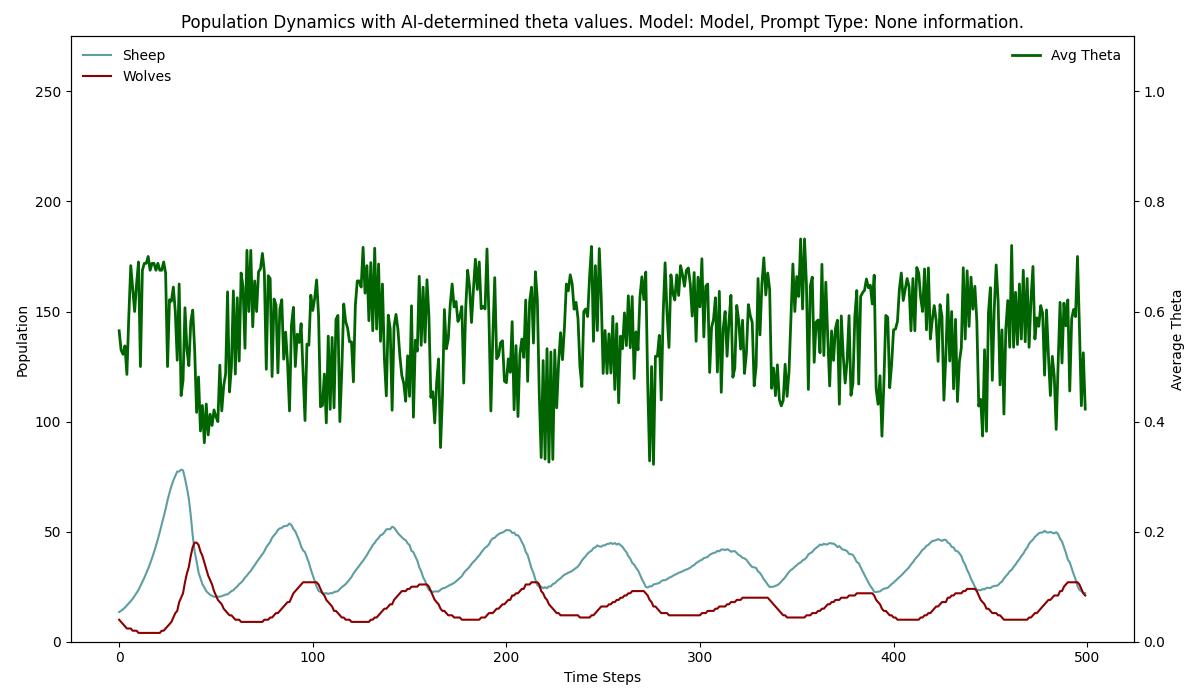 Population Dynamics with AI-determined theta values. Model: Model, Prompt Type: None information.
Sheep
Wolves
Avg Theta
Population
250
200
150
100
50
0
Average Theta
1.0
0.8
0.6
0.4
0.2
0.0
0 100 200 300 400 500
Time Steps